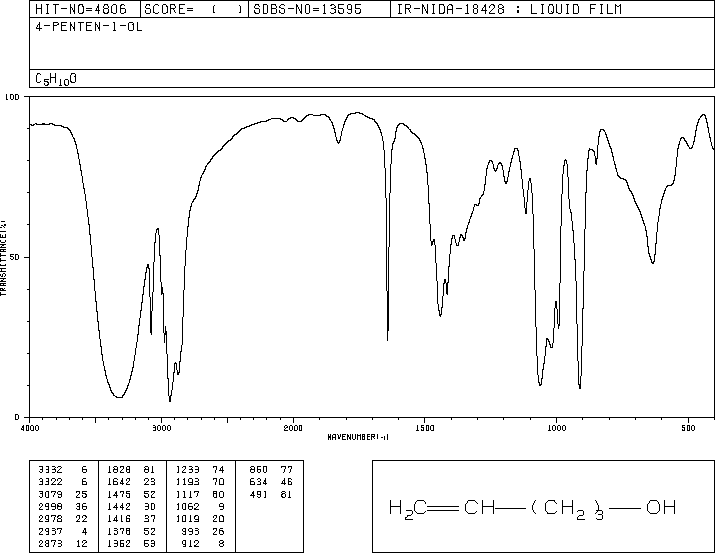 HIT-NO=4806 SCORE= ( ) SDBS-NO=13595 IR-NIDA-18428 : LIQUID FILM
4-PENTEN-1-OL
C5H10O
100
50
0
TRANSMITTANCE(%)
4000 3000 2000 1500 1000 500
WAVENUMBER(-1)
3332 6 1828 81 1233 74 860 77
3322 6 1642 23 1193 70 634 46
3079 25 1475 52 1117 80 491 81
2998 36 1442 30 1062 9
2978 22 1416 37 1019 20
2937 4 1378 52 993 26
2873 12 1362 53 912 8
H2C═CH—(CH2)3—OH